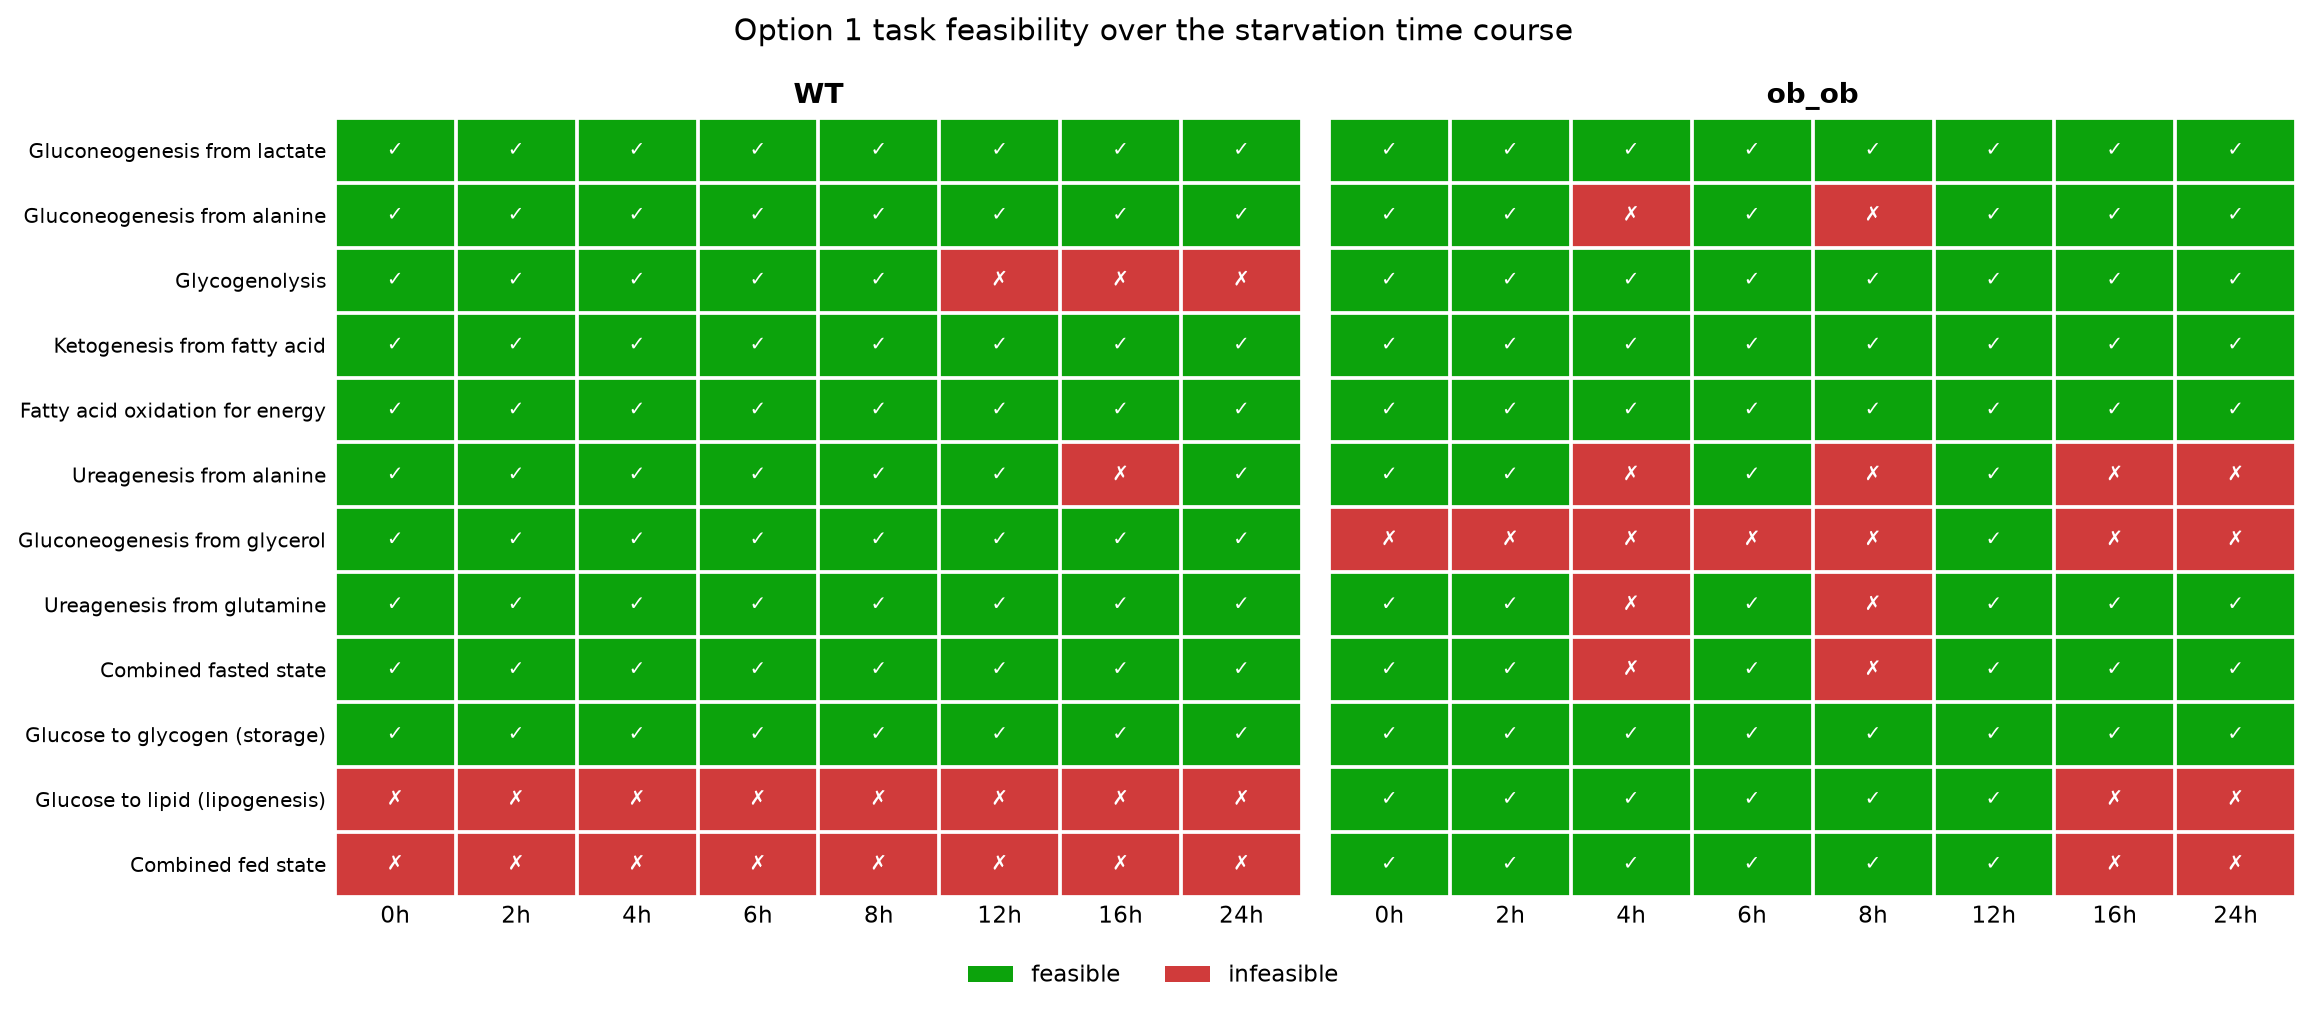 Option 1 task feasibility over the starvation time course
WT
ob_ob
Gluconeogenesis from lactate ✓ ✓ ✓ ✓ ✓ ✓ ✓ ✓ ✓ ✓ ✓ ✓ ✓ ✓ ✓ ✓
Gluconeogenesis from alanine ✓ ✓ ✓ ✓ ✓ ✓ ✓ ✓ ✓ ✓ ✗ ✓ ✗ ✓ ✓ ✓
Glycogenolysis ✓ ✓ ✓ ✓ ✓ ✗ ✗ ✗ ✓ ✓ ✓ ✓ ✓ ✓ ✓ ✓
Ketogenesis from fatty acid ✓ ✓ ✓ ✓ ✓ ✓ ✓ ✓ ✓ ✓ ✓ ✓ ✓ ✓ ✓ ✓
Fatty acid oxidation for energy ✓ ✓ ✓ ✓ ✓ ✓ ✓ ✓ ✓ ✓ ✓ ✓ ✓ ✓ ✓ ✓
Ureagenesis from alanine ✓ ✓ ✓ ✓ ✓ ✓ ✗ ✓ ✓ ✓ ✗ ✓ ✗ ✓ ✗ ✗
Gluconeogenesis from glycerol ✓ ✓ ✓ ✓ ✓ ✓ ✓ ✓ ✗ ✗ ✗ ✗ ✗ ✓ ✗ ✗
Ureagenesis from glutamine ✓ ✓ ✓ ✓ ✓ ✓ ✓ ✓ ✓ ✓ ✗ ✓ ✗ ✓ ✓ ✓
Combined fasted state ✓ ✓ ✓ ✓ ✓ ✓ ✓ ✓ ✓ ✓ ✗ ✓ ✗ ✓ ✓ ✓
Glucose to glycogen (storage) ✓ ✓ ✓ ✓ ✓ ✓ ✓ ✓ ✓ ✓ ✓ ✓ ✓ ✓ ✓ ✓
Glucose to lipid (lipogenesis) ✗ ✗ ✗ ✗ ✗ ✗ ✗ ✗ ✓ ✓ ✓ ✓ ✓ ✓ ✗ ✗
Combined fed state ✗ ✗ ✗ ✗ ✗ ✗ ✗ ✗ ✓ ✓ ✓ ✓ ✓ ✓ ✗ ✗
0h 2h 4h 6h 8h 12h 16h 24h 0h 2h 4h 6h 8h 12h 16h 24h
feasible infeasible